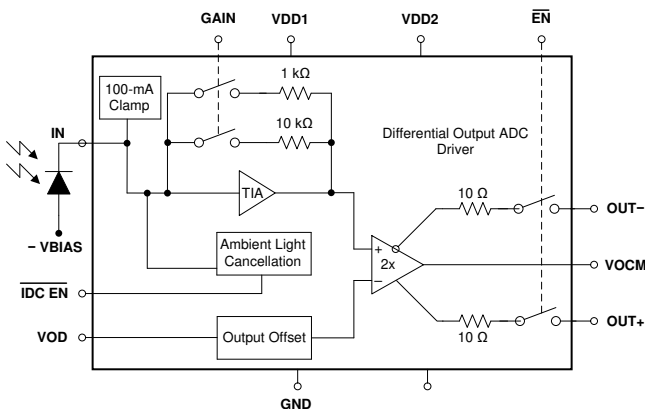 GAIN
VDD1
VDD2
EN
100-mA
Clamp
1 kΩ
10 kΩ
IN
TIA
Differential Output ADC
Driver
10 Ω
OUT−
− VBIAS
Ambient Light
Cancellation
+
2x
−
VOCM
IDC EN
VOD
Output Offset
10 Ω
OUT+
GND